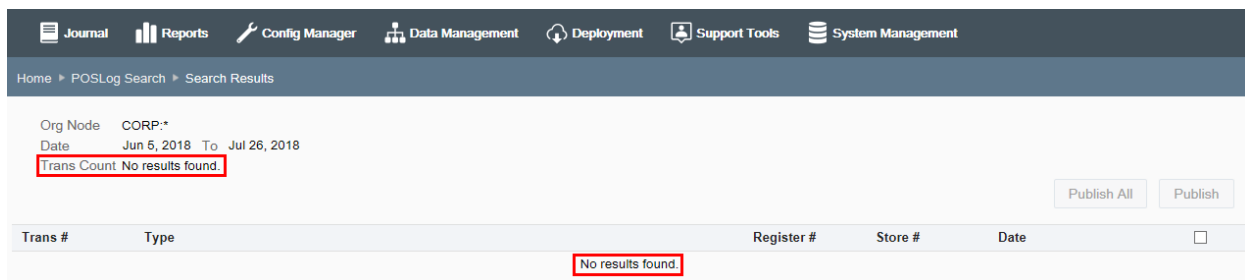 Journal Reports Config Manager Data Management Deployment Support Tools System Management
Home ▶ POSLog Search ▶ Search Results
Org Node CORP:*
Date Jun 5, 2018 To Jul 26, 2018
Trans Count No results found.
Publish All Publish
Trans # Type Register # Store # Date
No results found.